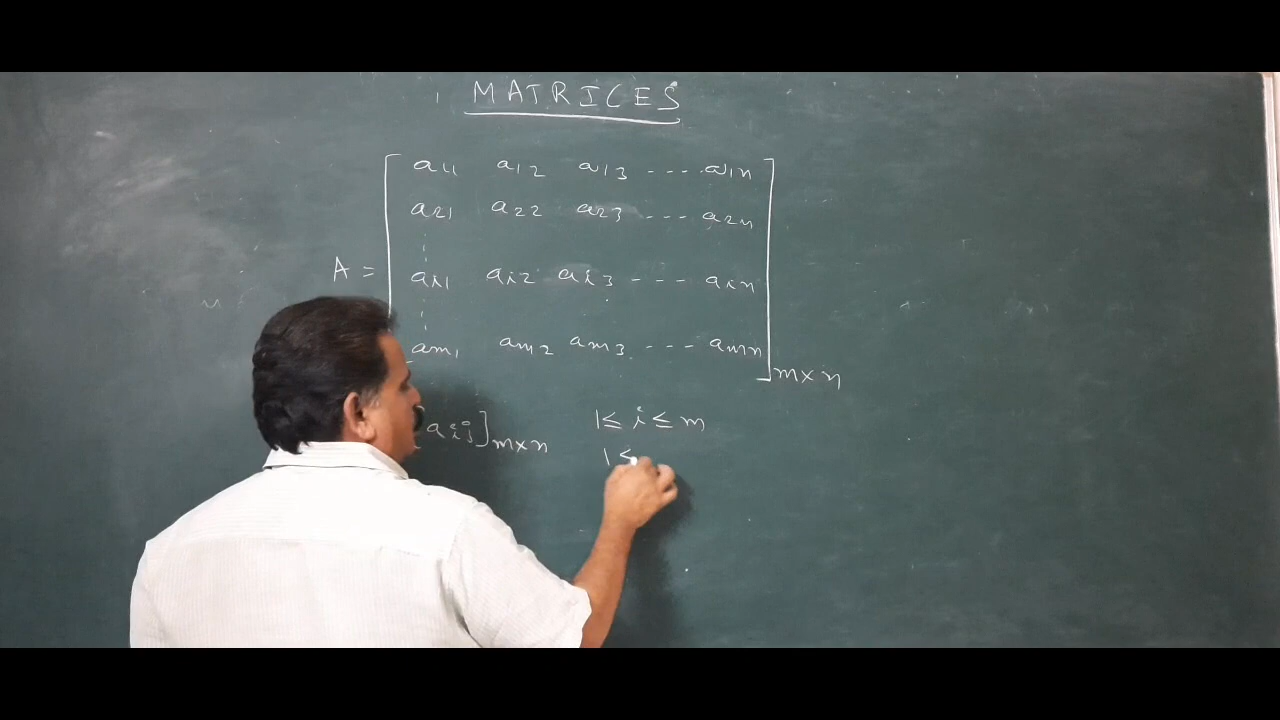 MATRICES
a11 a12 a13 ---- a1n
a21 a22 a23 ---- a2n
A = [ ai1 ai2 ai3 --- ain ]
am1 am2 am3 ---- amn
m×n
[aij]m×n 1 ≤ i ≤ m
1 ≤